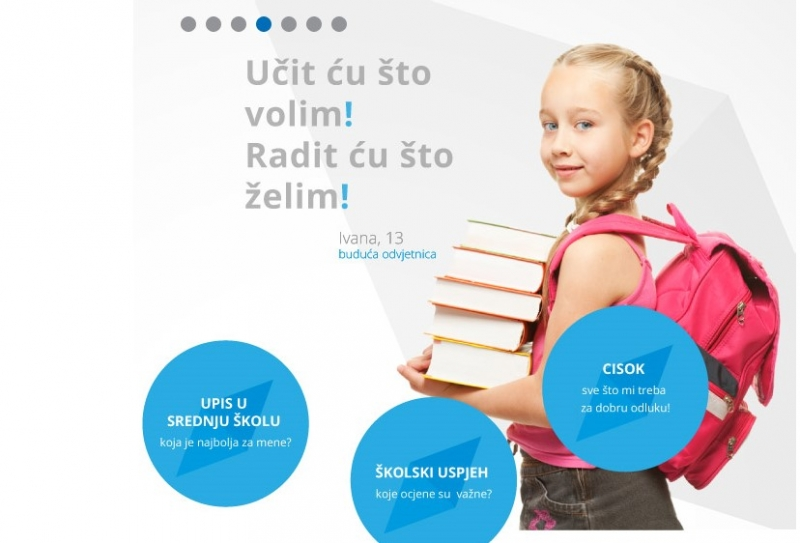 Učit ću što
volim!
Radit ću što
želim!
Ivana, 13
buduća odvjetnica
UPIS U
SREDNJU ŠKOLU
koja je najbolja za mene?
ŠKOLSKI USPJEH
koje ocjene su važne?
CISOK
sve što mi treba
za dobru odluku!